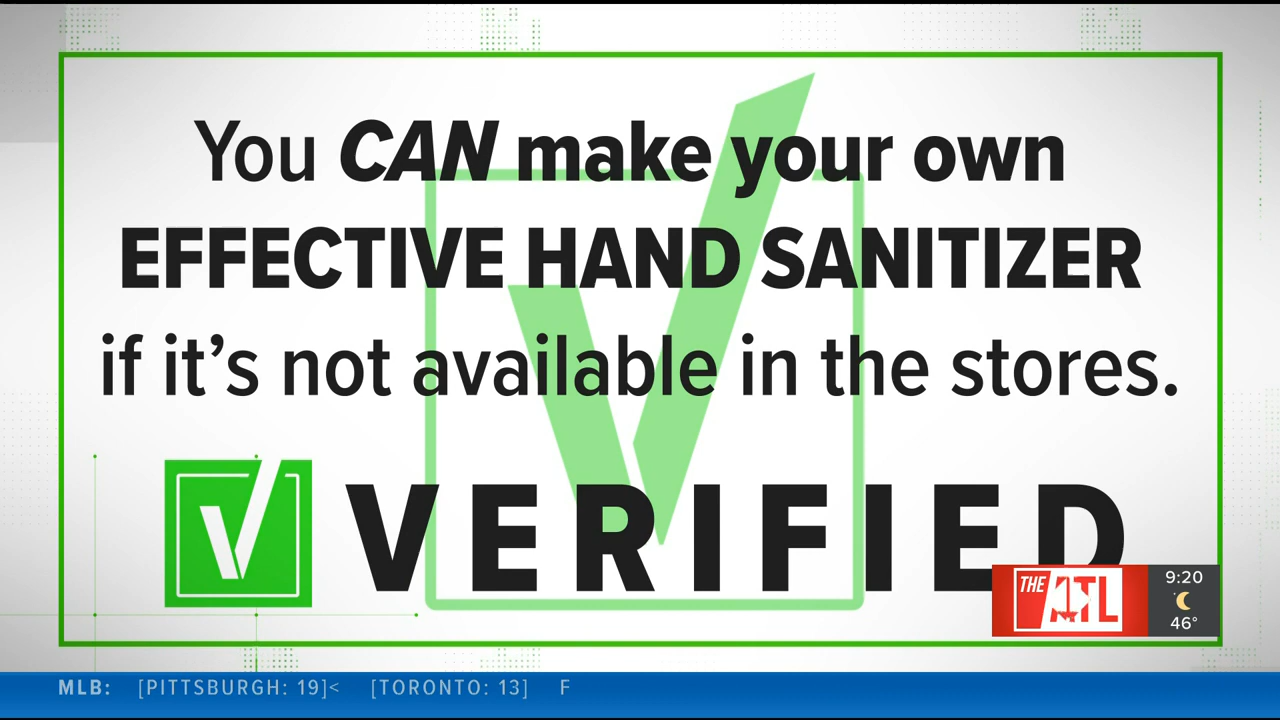 You CAN make your own
EFFECTIVE HAND SANITIZER
if it's not available in the stores.
VERIFIED
THE ATL
9:20
46°
MLB: [PITTSBURGH: 19]< [TORONTO: 13] F